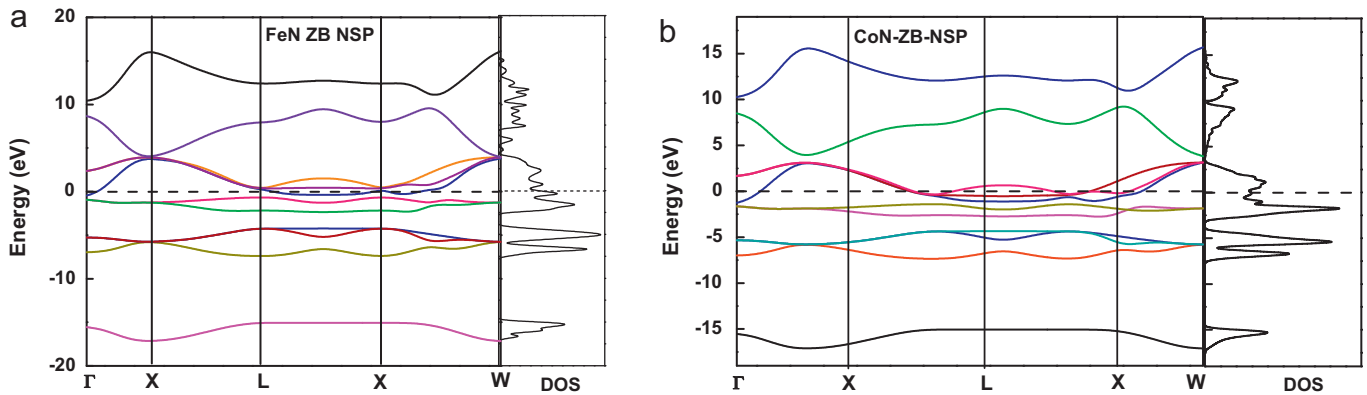 a
FeN ZB NSP
Energy (eV)
20
10
0
-10
-20
Γ X L X W DOS
b
CoN-ZB-NSP
Energy (eV)
15
10
5
0
-5
-10
-15
Γ X L X W DOS